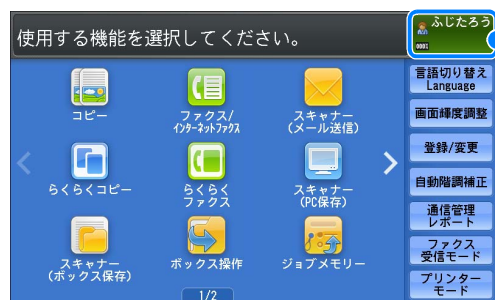 使用する機能を選択してください。
ふじたろう
0001
コピー
ファクス/
インターネットファクス
スキャナー
(メール送信)
らくらくコピー
らくらく
ファクス
スキャナー
(PC保存)
スキャナー
(ボックス保存)
ボックス操作
ジョブメモリー
1/2
言語切り替え
Language
画面輝度調整
登録/変更
自動階調補正
通信管理
レポート
ファクス
受信モード
プリンター
モード